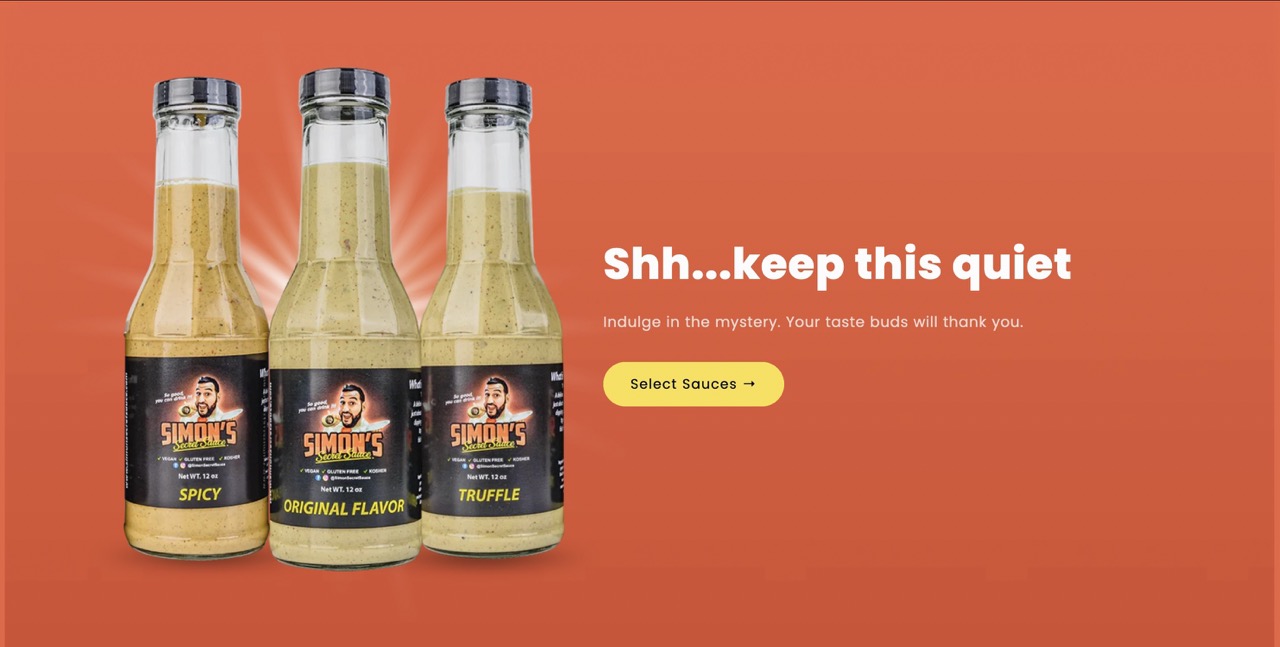 Shh...keep this quiet
Indulge in the mystery. Your taste buds will thank you.
Select Sauces →
So good,
you can drink it!
SIMON'S
Secret Sauce
✓ VEGAN ✓ GLUTEN FREE ✓ KOSHER
@SimonSecretSauce
Net WT. 12 oz
SPICY
So good,
you can drink it!
SIMON'S
Secret Sauce
✓ VEGAN ✓ GLUTEN FREE ✓ KOSHER
@SimonSecretSauce
Net WT. 12 oz
ORIGINAL FLAVOR
So good,
you can drink it!
SIMON'S
Secret Sauce
✓ VEGAN ✓ GLUTEN FREE ✓ KOSHER
@SimonSecretSauce
Net WT. 12 oz
TRUFFLE